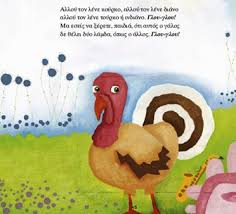 Αλλού τον λένε κούρκο, αλλού τον λένε διάνο
αλλού τον λένε τούρκο ή ινδιάνο. Γλου-γλου!
Μα εσείς να ξέρετε, παιδιά, ότι αυτός ο γάλος
δε θέλει δύο λάμδα, όπως ο άλλος. Γλου-γλου!